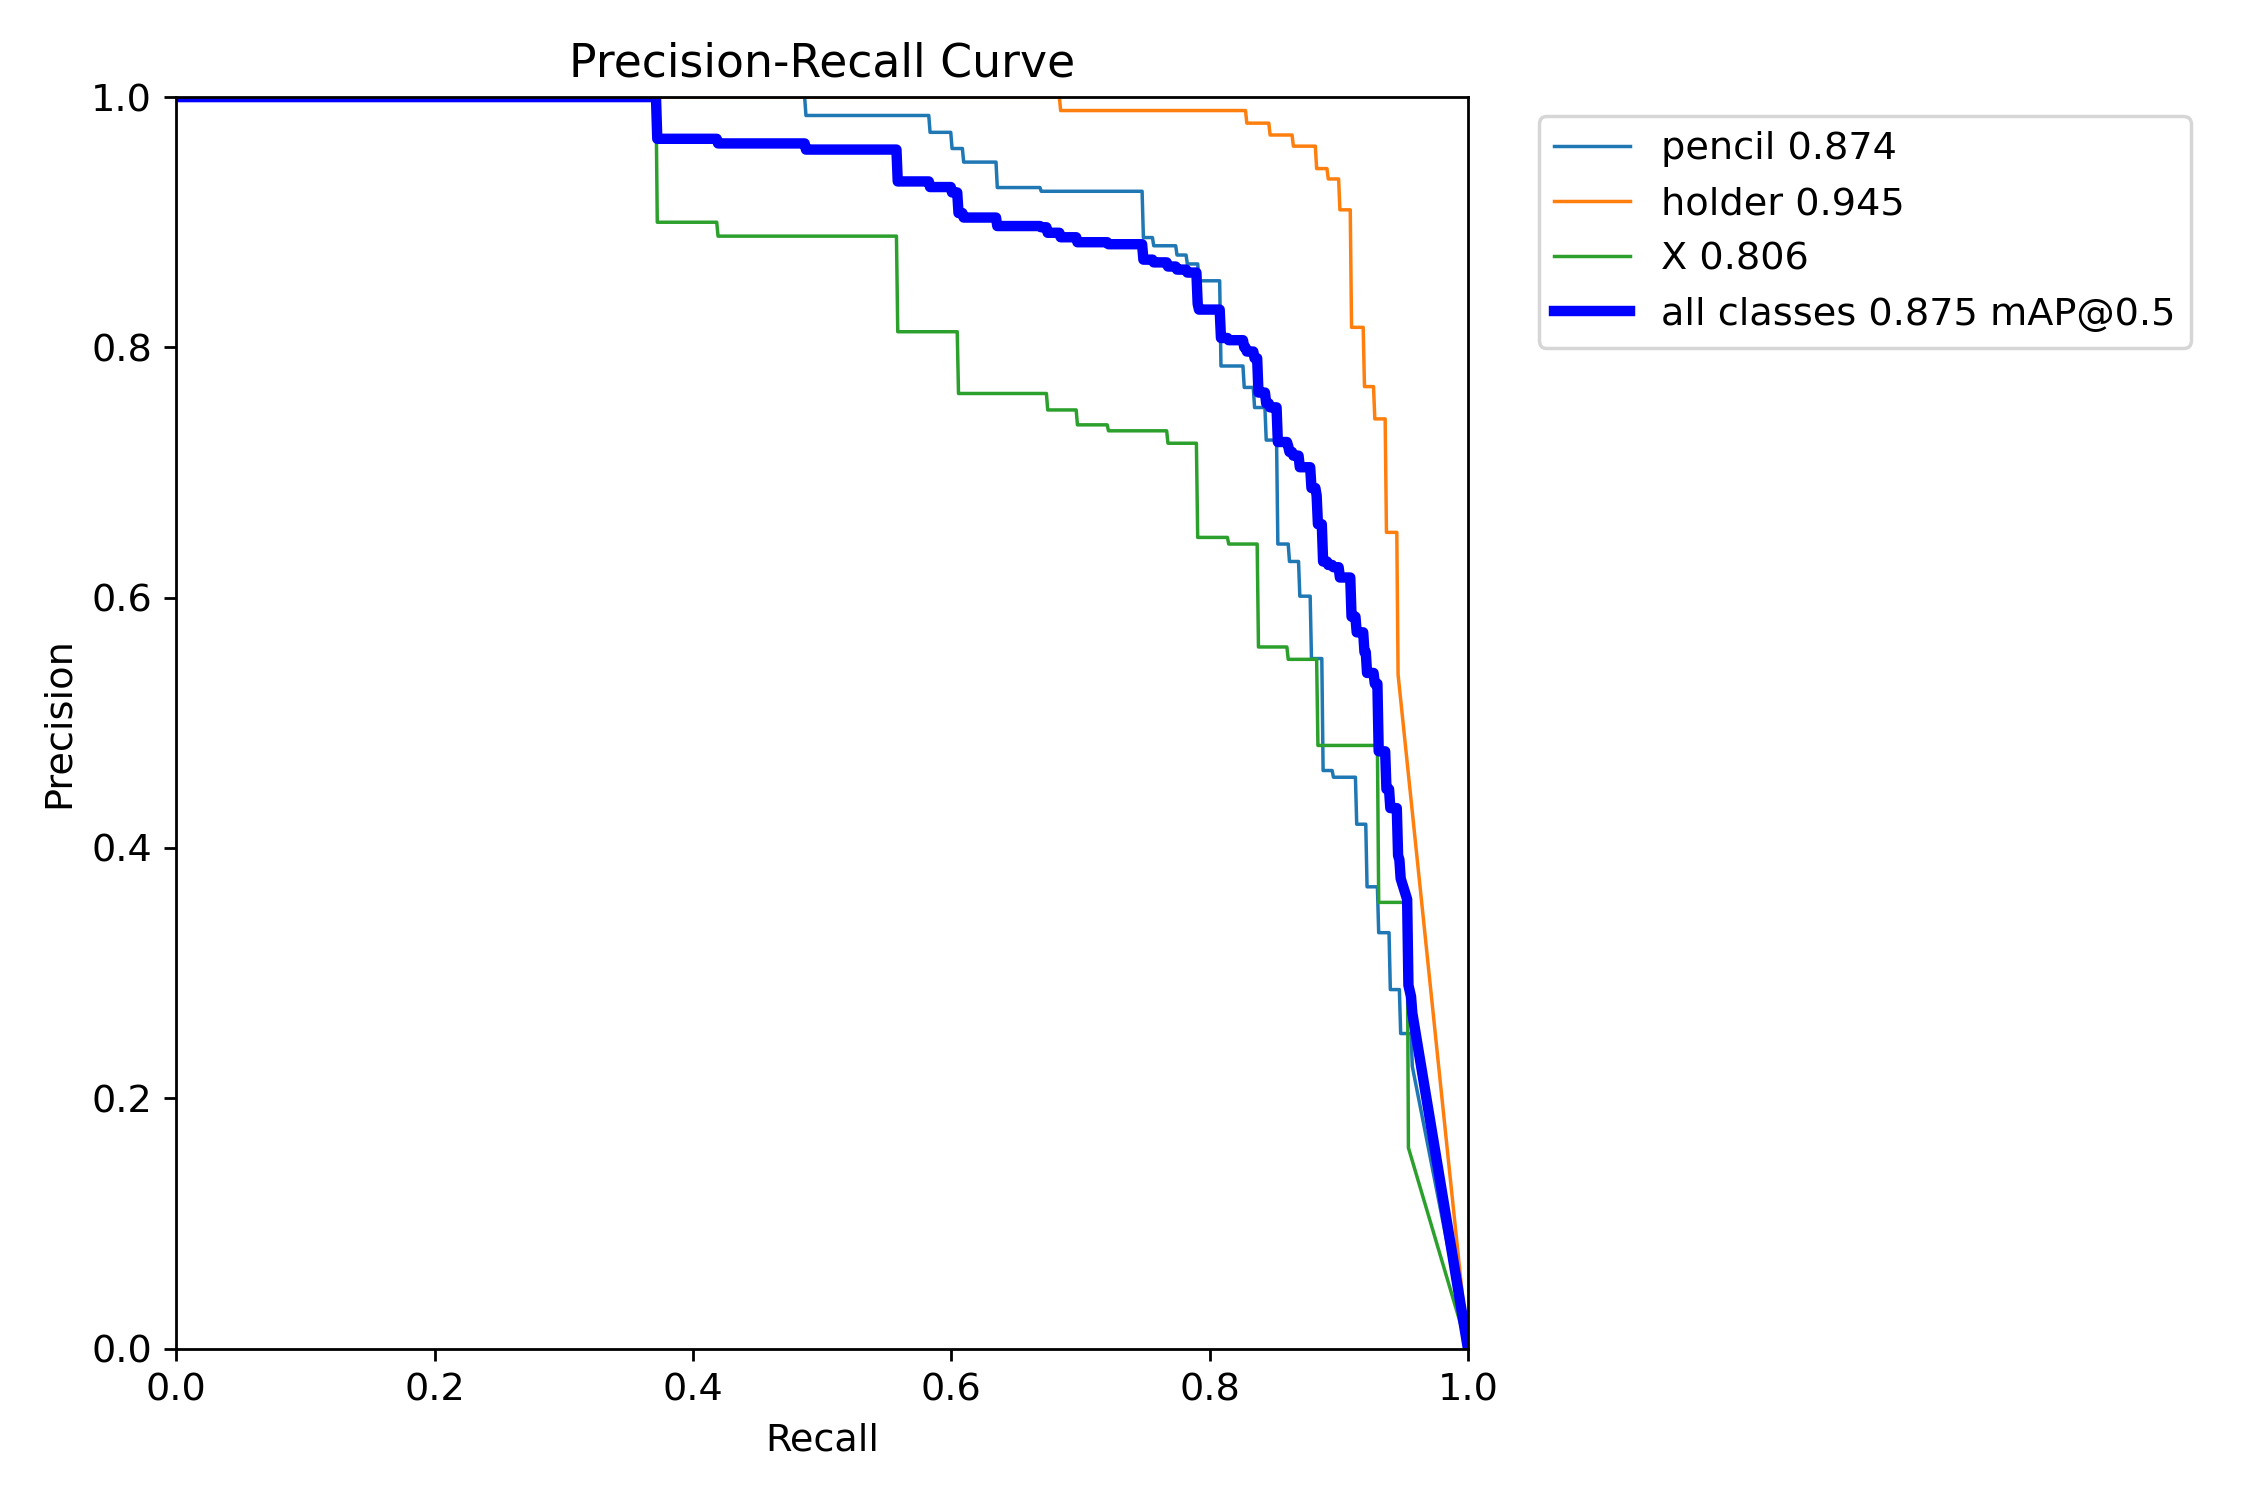 Precision-Recall Curve
1.0
0.8
0.6
0.4
0.2
0.0
Precision
0.0 0.2 0.4 0.6 0.8 1.0
Recall
pencil 0.874
holder 0.945
X 0.806
all classes 0.875 mAP@0.5